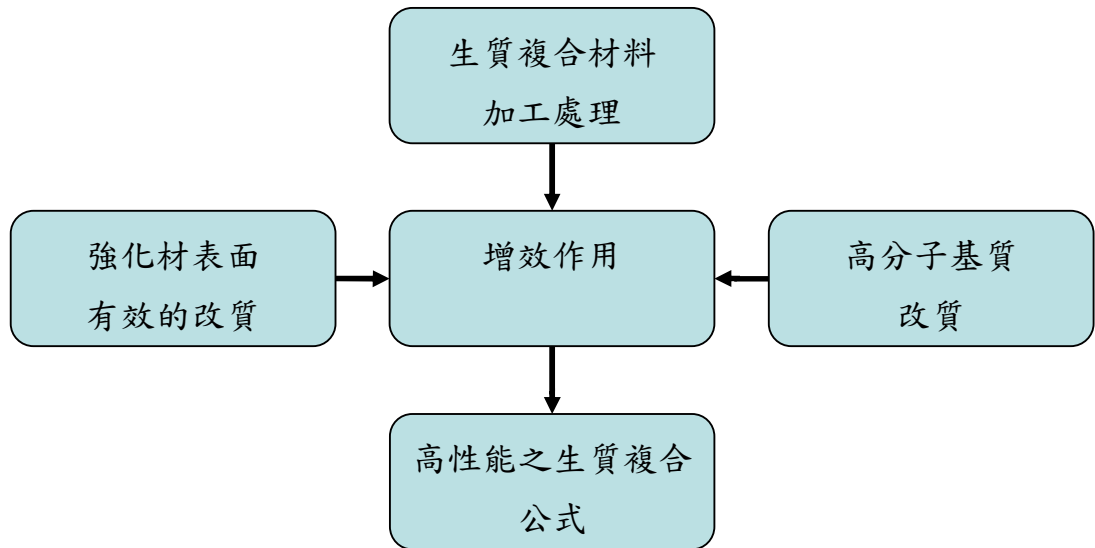 生質複合材料
加工處理
強化材表面
有效的改質
增效作用
高分子基質
改質
高性能之生質複合
公式